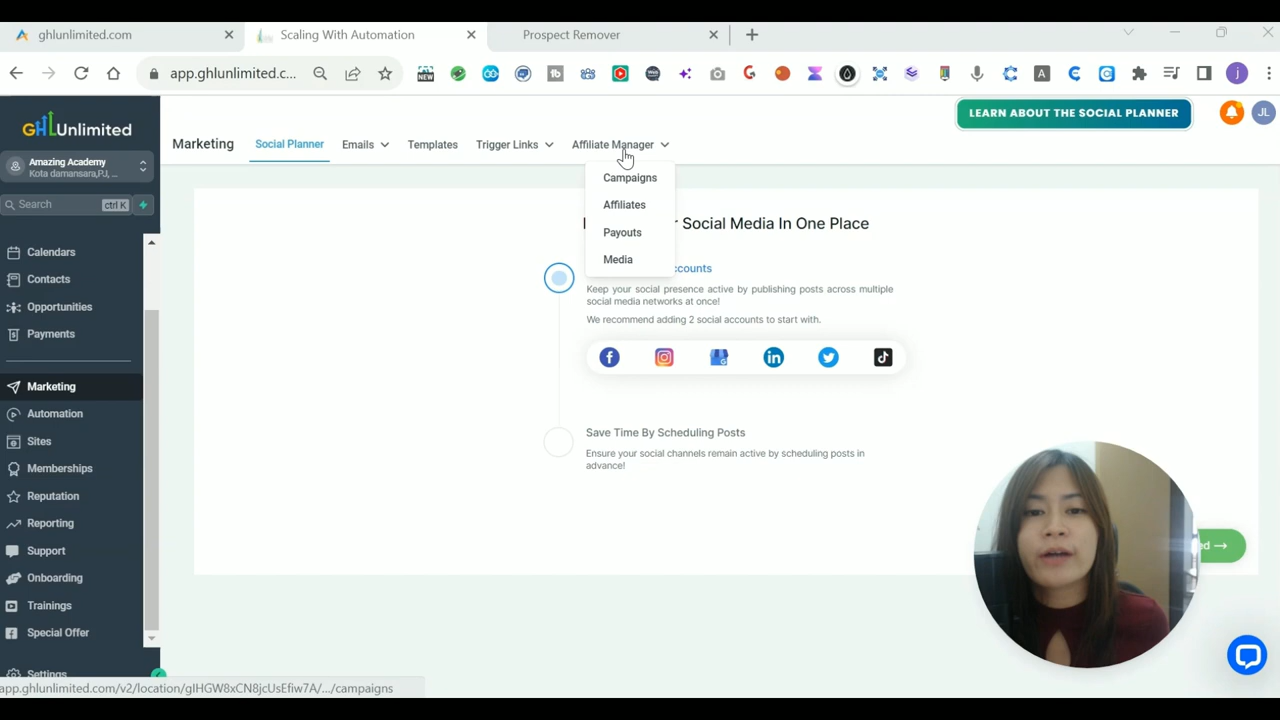 ghlunlimited.com
Scaling With Automation
Prospect Remover
app.ghlunlimited.c...
GHLUnlimited
Amazing Academy
Kota damansara,PJ, ...
Search
ctrl K
Calendars
Contacts
Opportunities
Payments
Marketing
Automation
Sites
Memberships
Reputation
Reporting
Support
Onboarding
Trainings
Special Offer
Settings
LEARN ABOUT THE SOCIAL PLANNER
JL
Marketing
Social Planner
Emails
Templates
Trigger Links
Affiliate Manager
Campaigns
Affiliates
Payouts
Media
Social Media In One Place
ccounts
Keep your social presence active by publishing posts across multiple
social media networks at once!
We recommend adding 2 social accounts to start with.
Save Time By Scheduling Posts
Ensure your social channels remain active by scheduling posts in
advance!
ed →
app.ghlunlimited.com/v2/location/glHGW8xCN8jcUsEfiw7A/.../campaigns